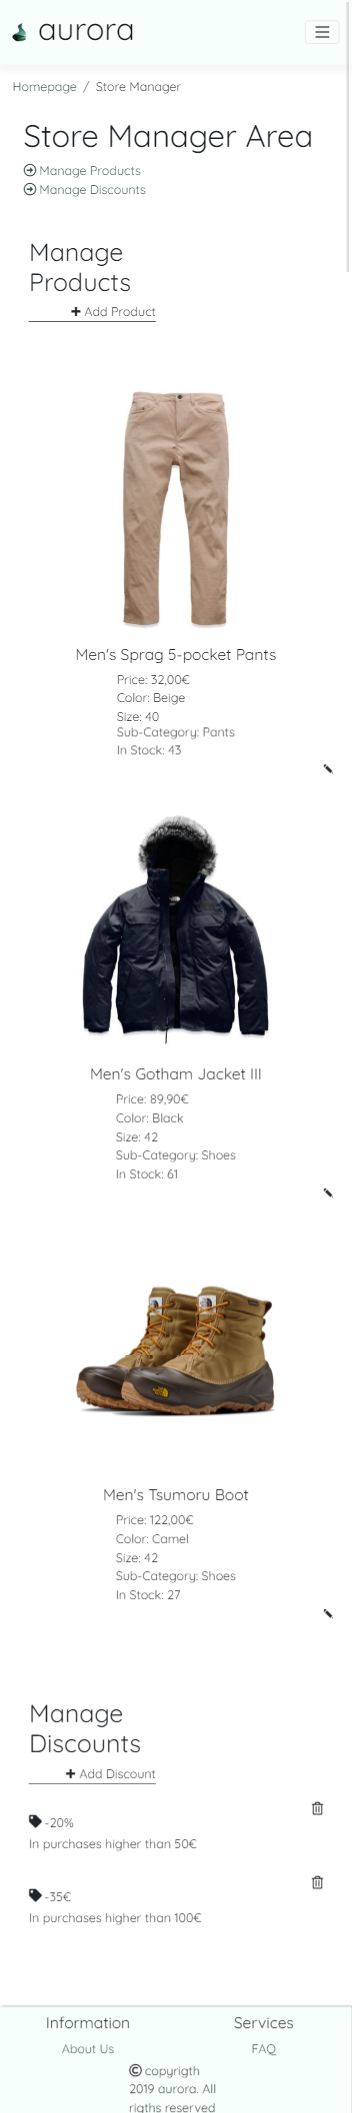 aurora
Homepage / Store Manager
Store Manager Area
Manage Products
Manage Discounts
Manage
Products
Add Product
Men's Sprag 5-pocket Pants
Price: 32,00€
Color: Beige
Size: 40
Sub-Category: Pants
In Stock: 43
Men's Gotham Jacket III
Price: 89,90€
Color: Black
Size: 42
Sub-Category: Shoes
In Stock: 61
Men's Tsumoru Boot
Price: 122,00€
Color: Camel
Size: 42
Sub-Category: Shoes
In Stock: 27
Manage
Discounts
Add Discount
-20%
In purchases higher than 50€
-35€
In purchases higher than 100€
Information Services
About Us FAQ
© copyrigth
2019 aurora. All
rigths reserved